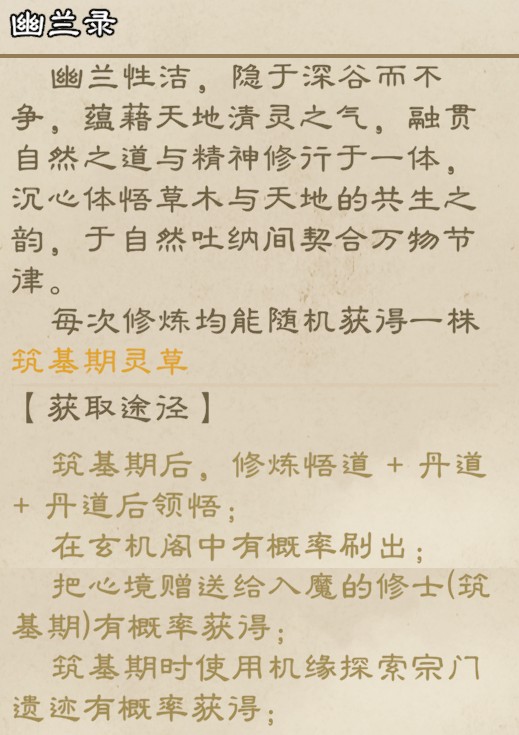 幽兰录
幽兰性洁，隐于深谷而不
争，蕴藉天地清灵之气，融贯
自然之道与精神修行于一体，
沉心体悟草木与天地的共生之
韵，于自然吐纳间契合万物节
律。
每次修炼均能随机获得一株
筑基期灵草
【获取途径】
筑基期后，修炼悟道 + 丹道
+ 丹道后领悟；
在玄机阁中有概率刷出；
把心境赠送给入魔的修士(筑
基期)有概率获得；
筑基期时使用机缘探索宗门
遗迹有概率获得；